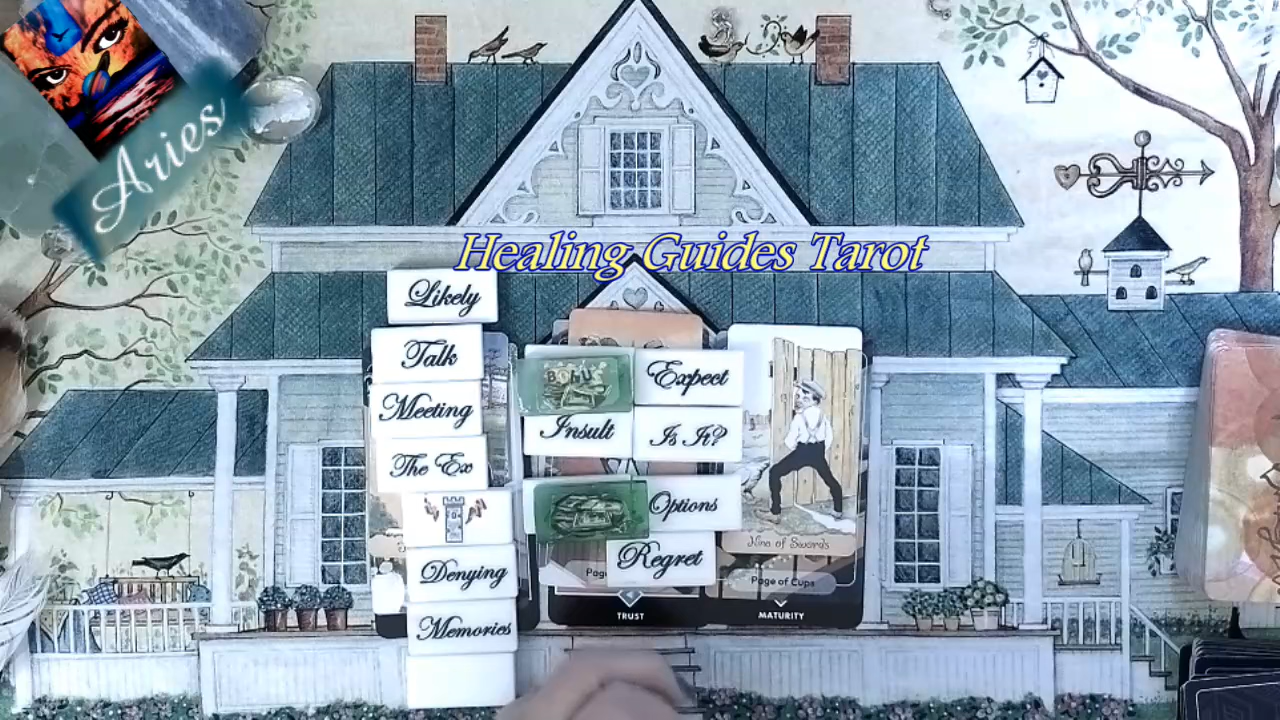 Aries
Healing Guides Tarot
Likely
Talk
Meeting
The Ex
Denying
Memories
Expect
Insult
Is It?
Options
Regret
Nine of Swords
Page of Cups
TRUST
MATURITY